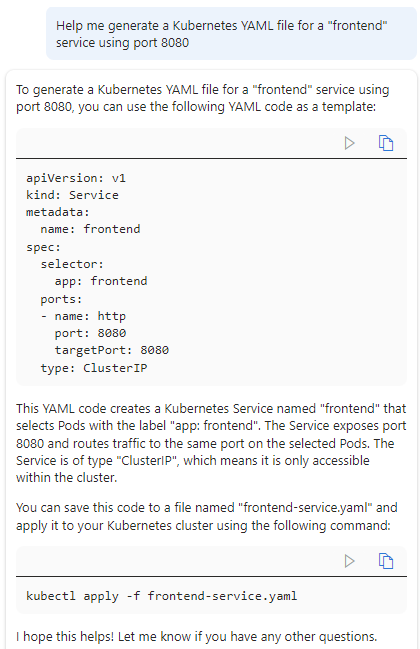 Help me generate a Kubernetes YAML file for a "frontend"
service using port 8080
To generate a Kubernetes YAML file for a "frontend" service using
port 8080, you can use the following YAML code as a template:
apiVersion: v1
kind: Service
metadata:
  name: frontend
spec:
  selector:
    app: frontend
  ports:
  - name: http
    port: 8080
    targetPort: 8080
  type: ClusterIP
This YAML code creates a Kubernetes Service named "frontend" that
selects Pods with the label "app: frontend". The Service exposes port
8080 and routes traffic to the same port on the selected Pods. The
Service is of type "ClusterIP", which means it is only accessible
within the cluster.
You can save this code to a file named "frontend-service.yaml" and
apply it to your Kubernetes cluster using the following command:
kubectl apply -f frontend-service.yaml
I hope this helps! Let me know if you have any other questions.